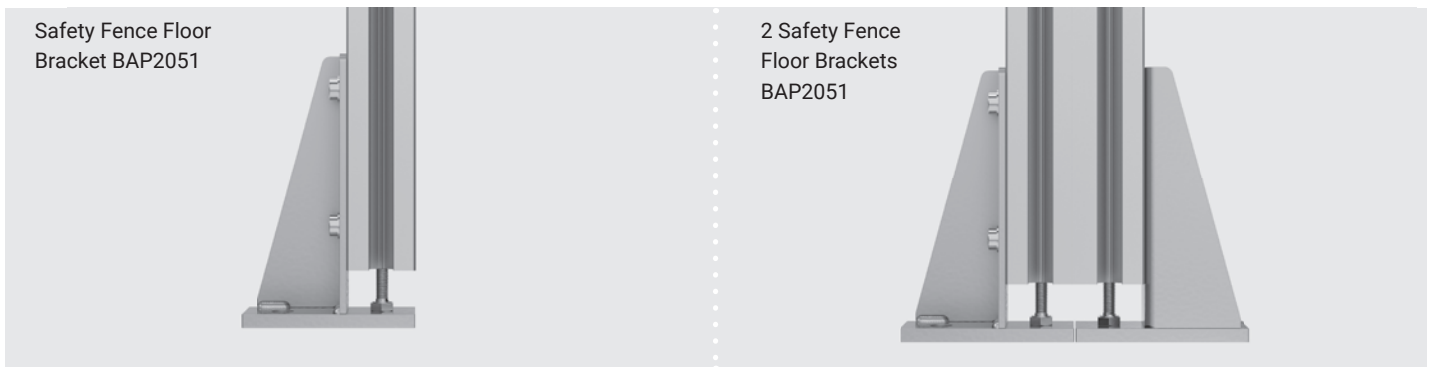 Safety Fence Floor
Bracket BAP2051
2 Safety Fence
Floor Brackets
BAP2051